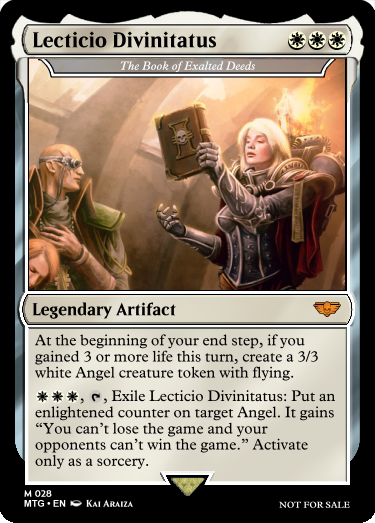 Lecticio Divinitatus
The Book of Exalted Deeds
Legendary Artifact
At the beginning of your end step, if you
gained 3 or more life this turn, create a 3/3
white Angel creature token with flying.
, , Exile Lecticio Divinitatus: Put an
enlightened counter on target Angel. It gains
“You can’t lose the game and your
opponents can’t win the game.” Activate
only as a sorcery.
M 028
MTG • EN Kai Araiza
NOT FOR SALE